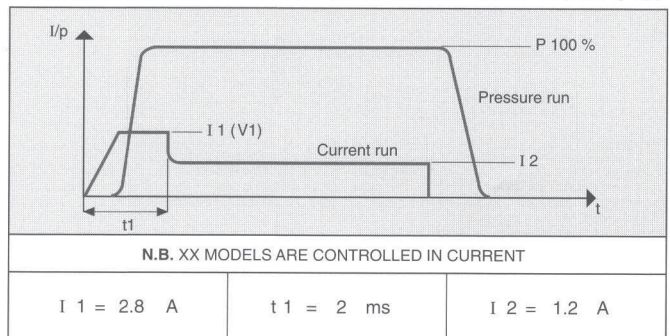 I/p
P 100 %
Pressure run
I 1 (V1)
Current run
I 2
t
t1
N.B. XX MODELS ARE CONTROLLED IN CURRENT
I 1 = 2.8 A
t 1 = 2 ms
I 2 = 1.2 A